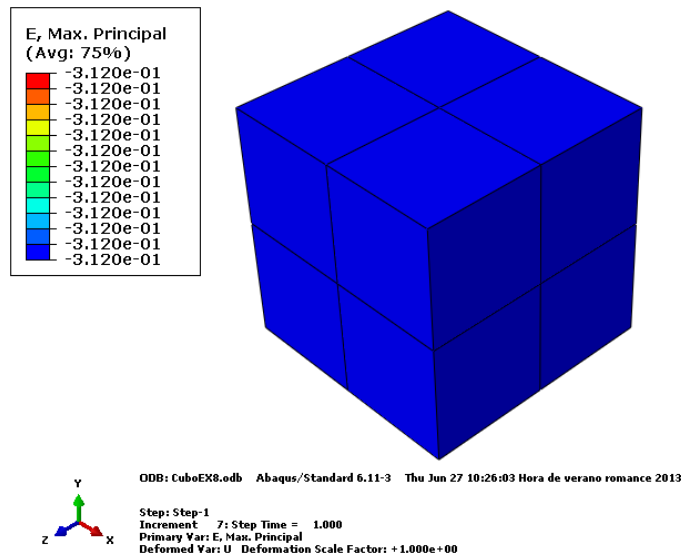 E, Max. Principal
(Avg: 75%)
-3.120e-01
-3.120e-01
-3.120e-01
-3.120e-01
-3.120e-01
-3.120e-01
-3.120e-01
-3.120e-01
-3.120e-01
-3.120e-01
-3.120e-01
-3.120e-01
-3.120e-01
ODB: CuboEX8.odb Abaqus/Standard 6.11-3 Thu Jun 27 10:26:03 Hora de verano romance 2013
Y
Z X
Step: Step-1
Increment 7: Step Time = 1.000
Primary Var: E, Max. Principal
Deformed Var: U Deformation Scale Factor: +1.000e+00